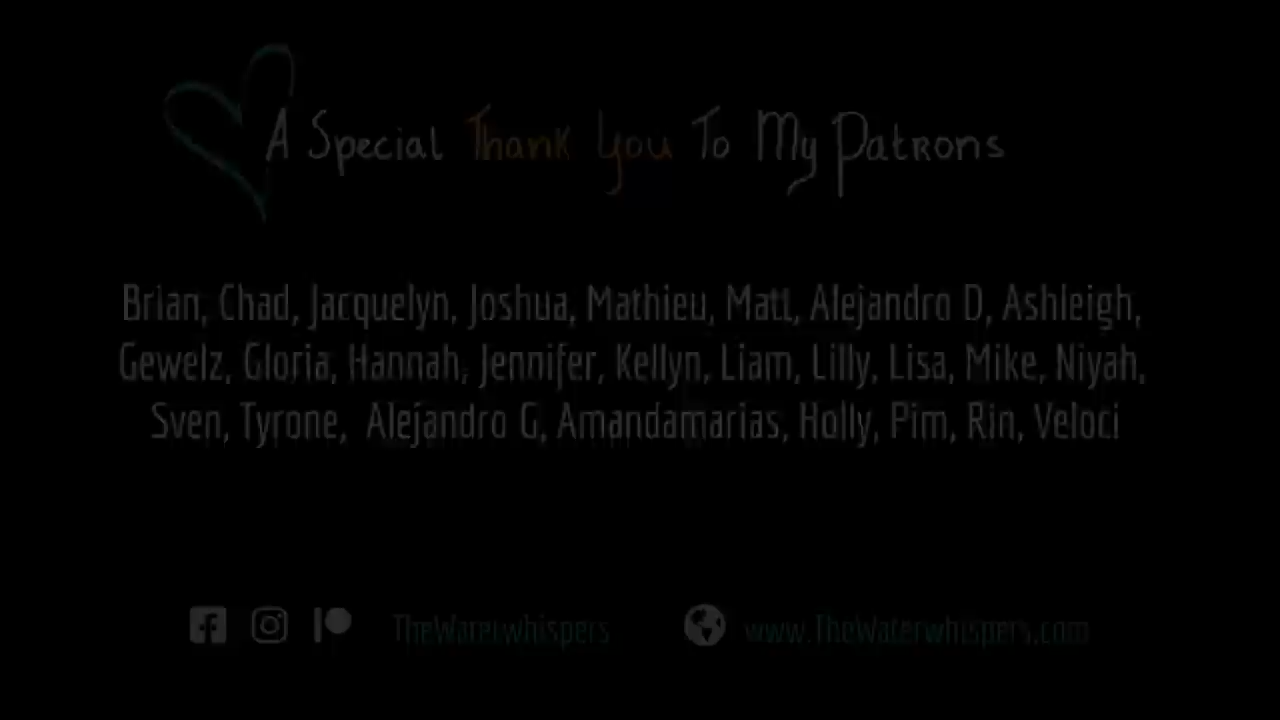 A Special Thank You To My Patrons
Brian, Chad, Jacquelyn, Joshua, Mathieu, Matt, Alejandro D, Ashleigh,
Gewelz, Gloria, Hannah, Jennifer, Kellyn, Liam, Lilly, Lisa, Mike, Niyah,
Sven, Tyrone, Alejandro G, Amandamarias, Holly, Pim, Rin, Veloci
TheWaterwhispers www.TheWaterwhispers.com